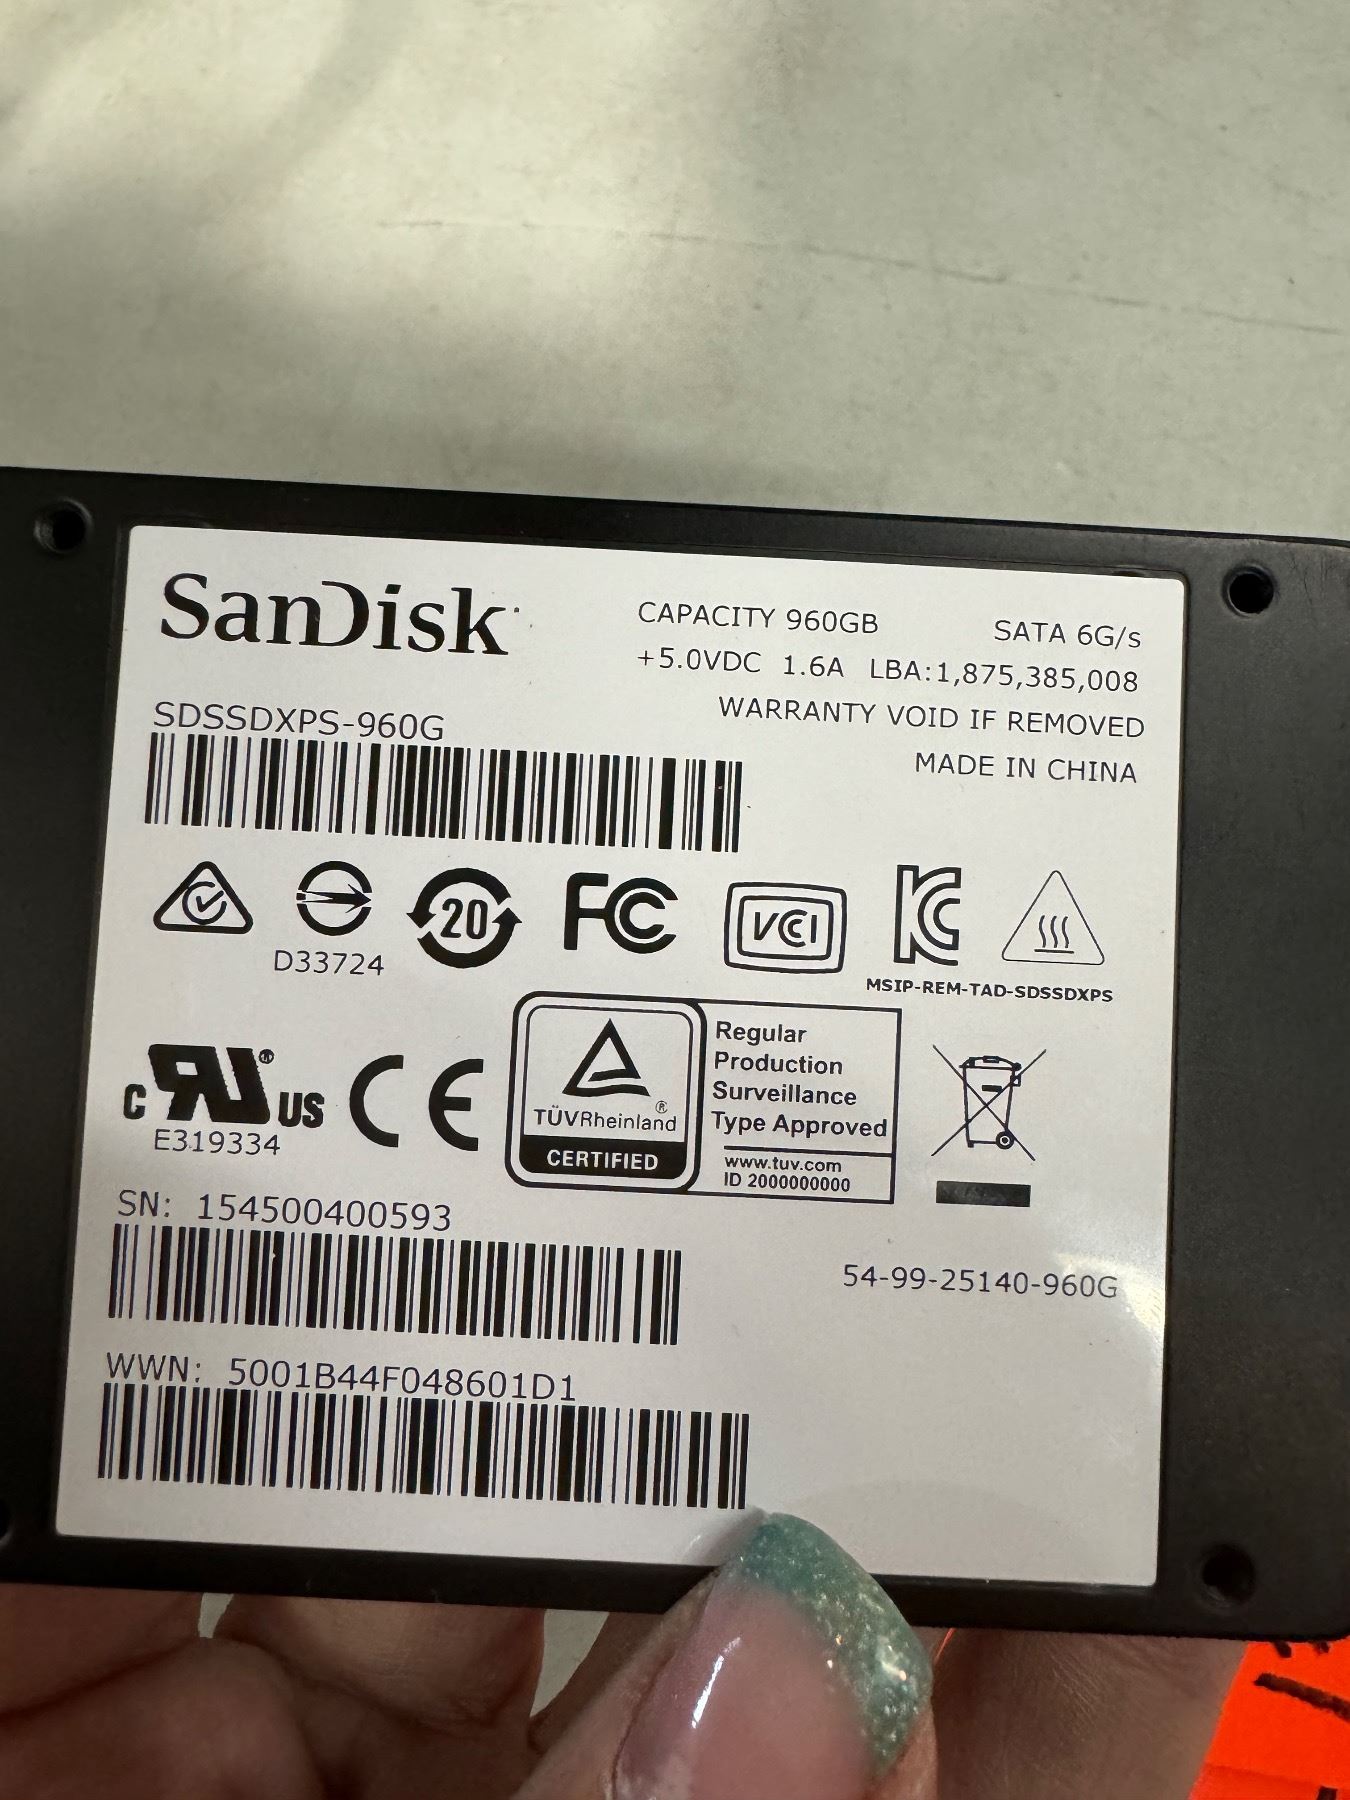 SanDisk
CAPACITY 960GB SATA 6G/s
+5.0VDC 1.6A LBA:1,875,385,008
WARRANTY VOID IF REMOVED
MADE IN CHINA
SDSSDXPS-960G
D33724
20
FC
VCI
KC
MSIP-REM-TAD-SDSSDXPS
c RU ® US
E319334
CE
TÜVRheinland ®
CERTIFIED
Regular
Production
Surveillance
Type Approved
www.tuv.com
ID 2000000000
SN: 154500400593
54-99-25140-960G
WWN: 5001B44F048601D1